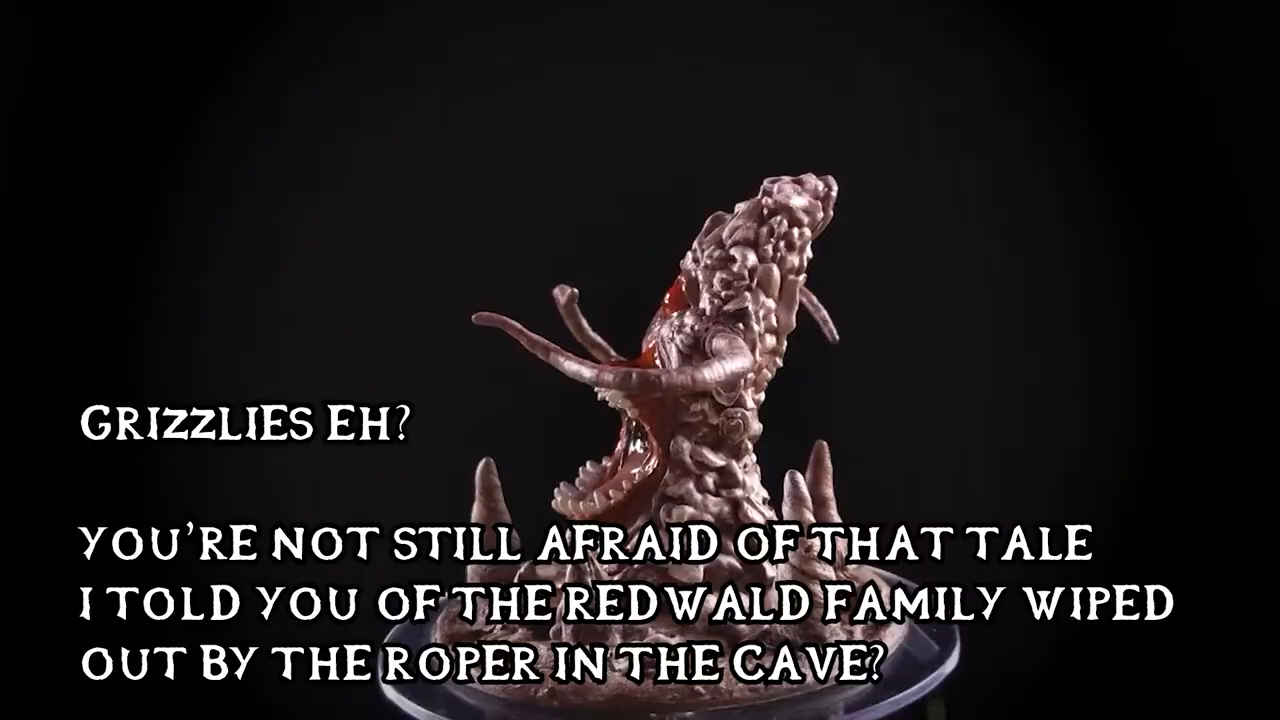 GRIZZLIES EH?
YOU'RE NOT STILL AFRAID OF THAT TALE
I TOLD YOU OF THE REDWALD FAMILY WIPED
OUT BY THE ROPER IN THE CAVE?